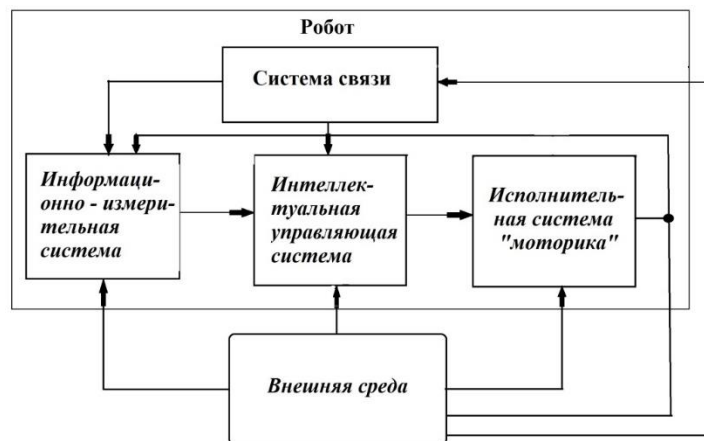 Робот
Система связи
Информаци-
онно - измери-
тельная
система
Интеллек-
туальная
управляющая
система
Исполнитель-
ная система
"моторика"
Внешняя среда